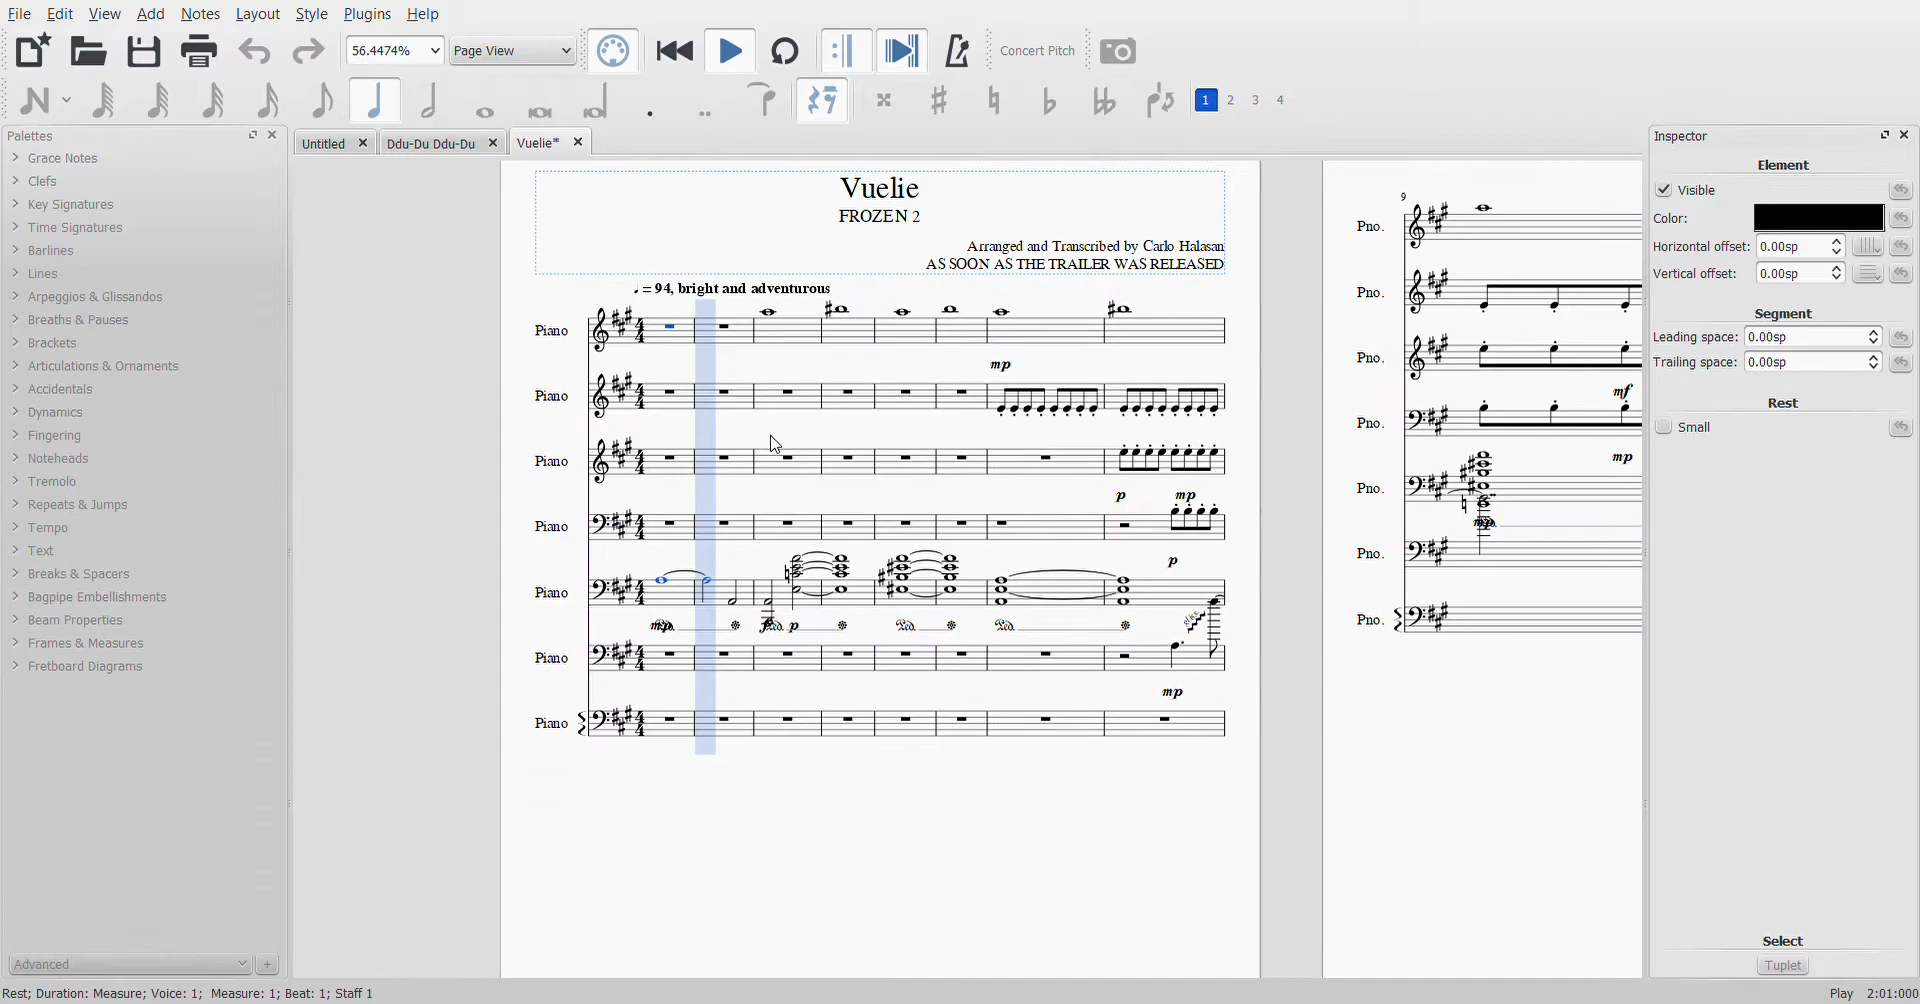 File Edit View Add Notes Layout Style Plugins Help
56.4474% Page View Concert Pitch
1 2 3 4
Palettes
Grace Notes
Clefs
Key Signatures
Time Signatures
Barlines
Lines
Arpeggios & Glissandos
Breaths & Pauses
Brackets
Articulations & Ornaments
Accidentals
Dynamics
Fingering
Noteheads
Tremolo
Repeats & Jumps
Tempo
Text
Breaks & Spacers
Bagpipe Embellishments
Beam Properties
Frames & Measures
Fretboard Diagrams
Advanced +
Untitled Ddu-Du Ddu-Du Vuelie*
Vuelie
FROZEN 2
Arranged and Transcribed by Carlo Halasan
AS SOON AS THE TRAILER WAS RELEASED
= 94, bright and adventurous
Piano
mp
Piano
Piano
p mp
Piano
p
Piano
mp p
Piano
mp
Piano
9
Pno.
Pno.
Pno.
mf
Pno.
mp
Pno.
mp
Pno.
Pno.
Inspector
Element
Visible
Color:
Horizontal offset: 0.00sp
Vertical offset: 0.00sp
Segment
Leading space: 0.00sp
Trailing space: 0.00sp
Rest
Small
Select
Tuplet
Rest; Duration: Measure; Voice: 1; Measure: 1; Beat: 1; Staff 1
Play 2:01:000